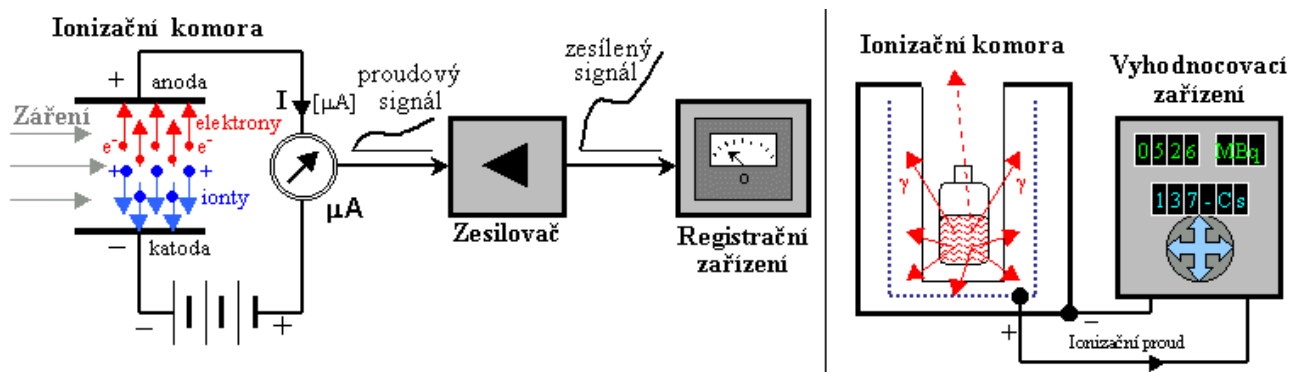 Ionizační komora
+
anoda
Záření
elektrony
e-
e-
+
+
ionty
−
katoda
−
+
I
[µA]
µA
proudový
signál
Zesilovač
zesílený
signál
0
Registrační
zařízení
Ionizační komora
γ
γ
+
−
Ionizační proud
Vyhodnocovací
zařízení
0526 MBq
137-Cs